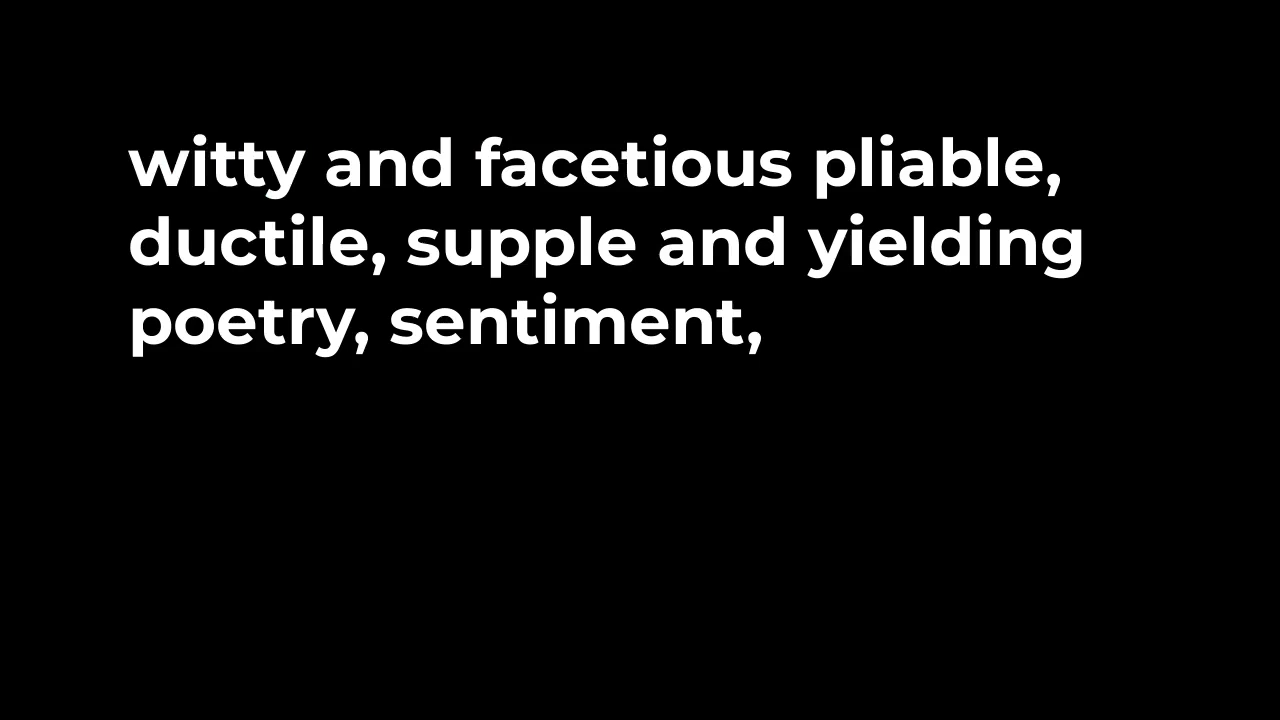 witty and facetious pliable,
ductile, supple and yielding
poetry, sentiment,